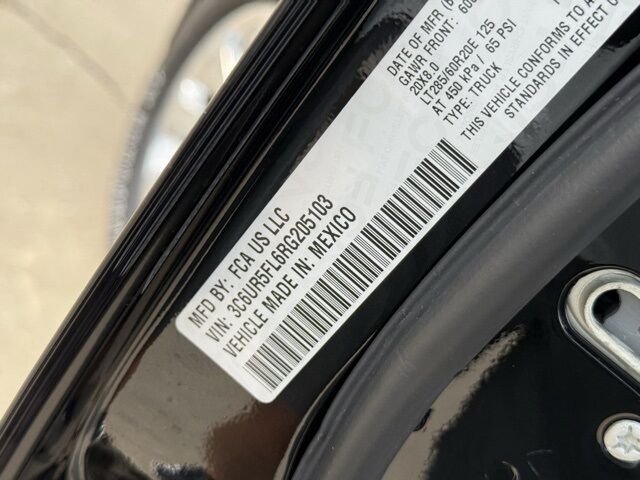 MFD BY: FCA US LLC
VIN: 3C6UR5FL6RG205103
VEHICLE MADE IN: MEXICO
DATE OF MFR
GAWR FRONT:
20X8.0
LT285/60R20E 125
AT 450 kPa / 65 PSI
TYPE: TRUCK
THIS VEHICLE CONFORMS TO
STANDARDS IN EFFECT